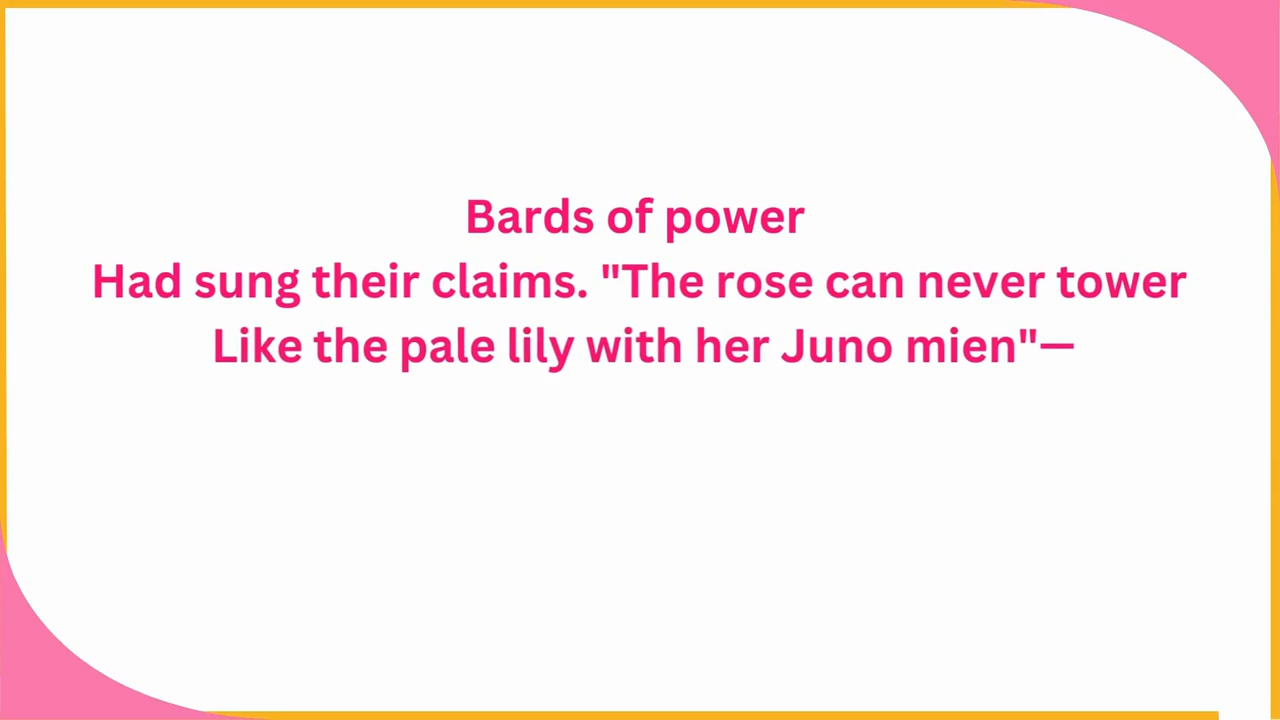 Bards of power
Had sung their claims. "The rose can never tower
Like the pale lily with her Juno mien"—